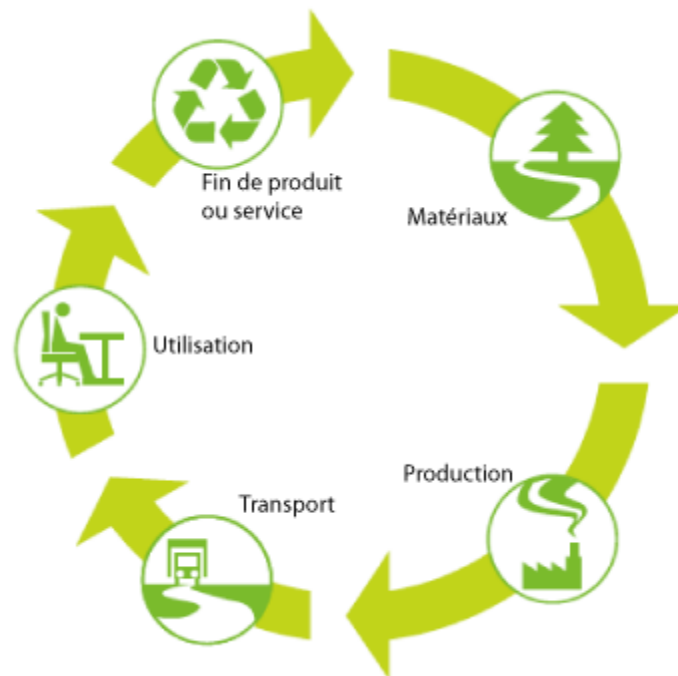 Fin de produit
ou service
Matériaux
Utilisation
Production
Transport